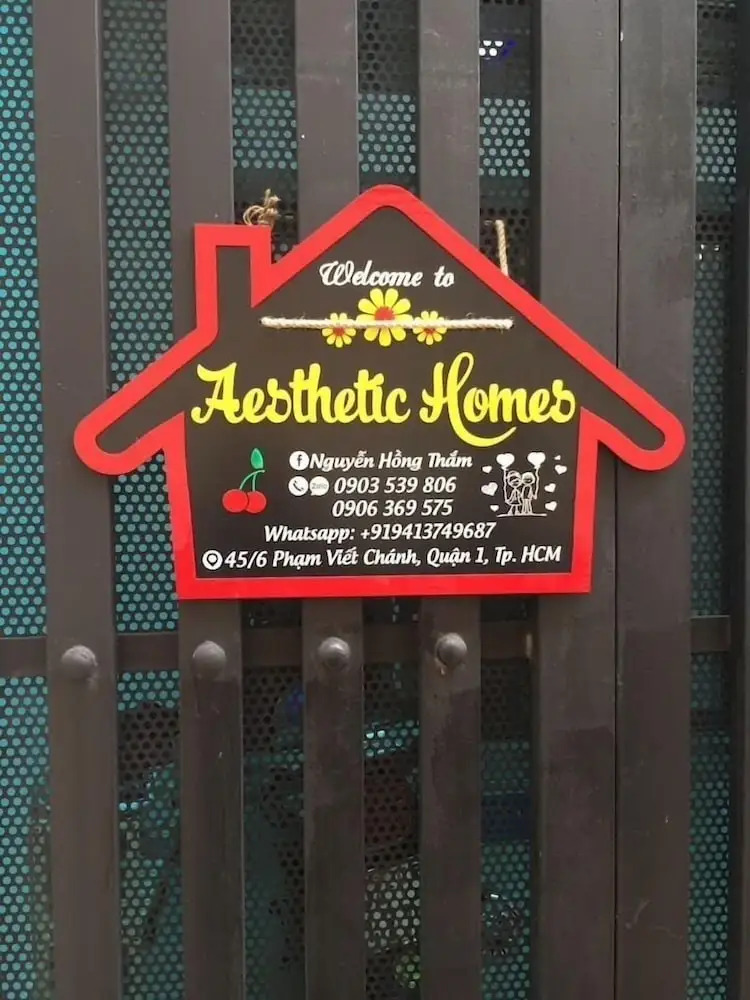 Welcome to
Aesthetic Homes
Nguyễn Hồng Thắm
Zalo 0903 539 806
0906 369 575
Whatsapp: +919413749687
45/6 Phạm Viết Chánh, Quận 1, Tp. HCM